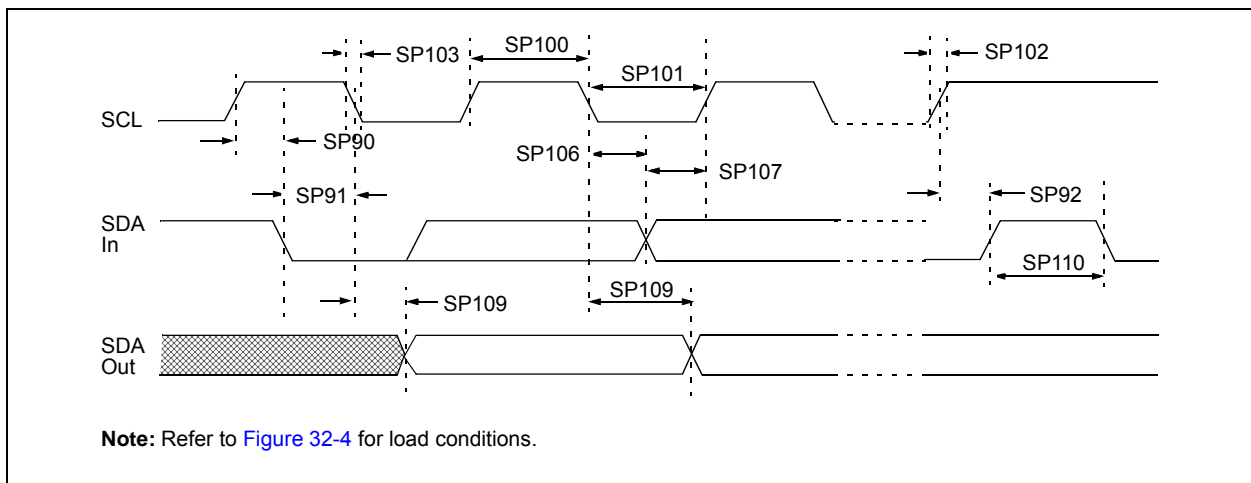 SP103
SP100
SP101
SP102
SCL
SP90
SP106
SP107
SP91
SP92
SDA
In
SP110
SP109
SP109
SDA
Out
Note: Refer to Figure 32-4 for load conditions.